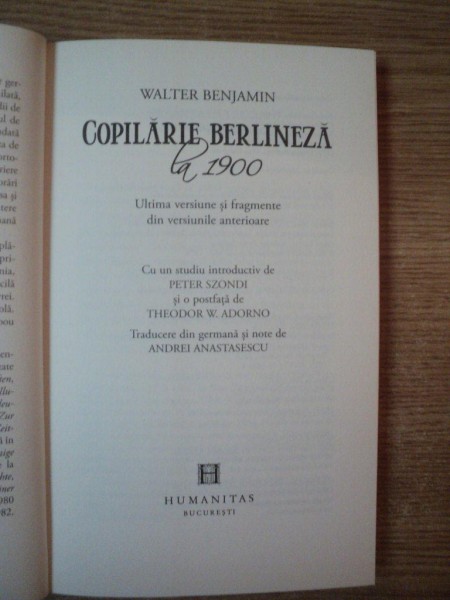 WALTER BENJAMIN
COPILĂRIE BERLINEZĂ
la 1900
Ultima versiune și fragmente
din versiunile anterioare
Cu un studiu introductiv de
PETER SZONDI
și o postfață de
THEODOR W. ADORNO
Traducere din germană și note de
ANDREI ANASTASESCU
H
HUMANITAS
BUCUREȘTI